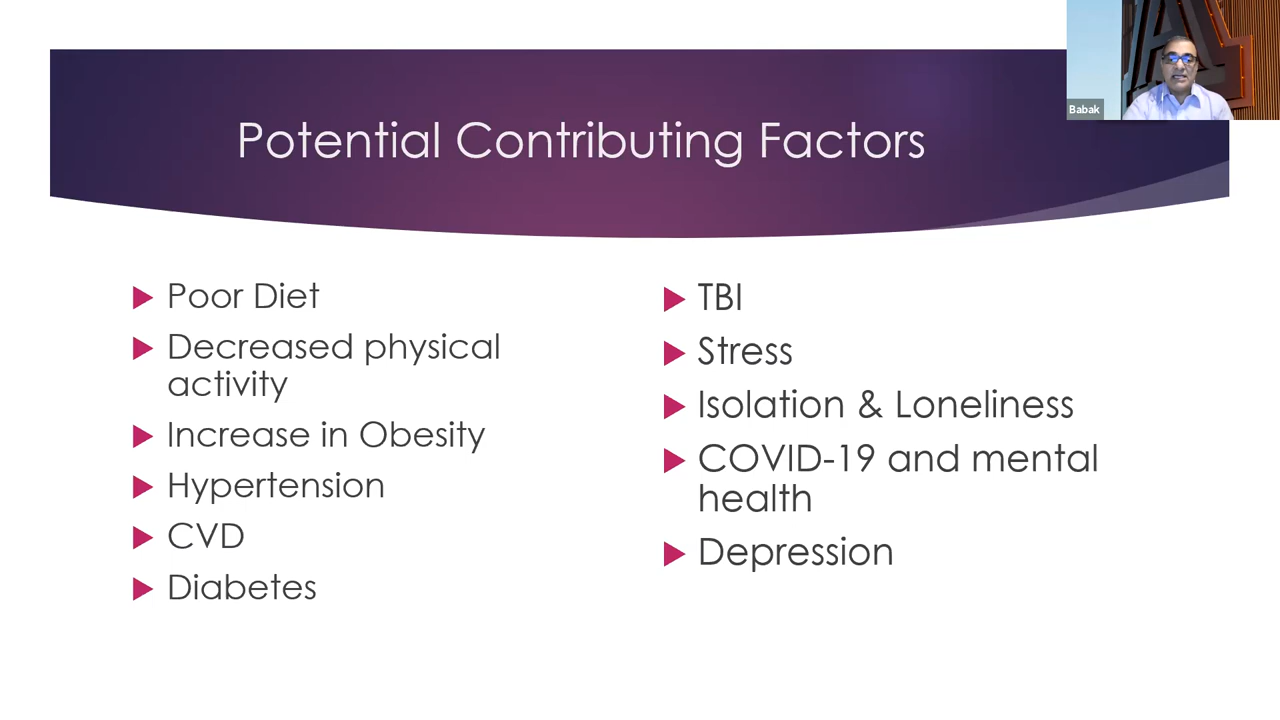 Babak
Potential Contributing Factors
Poor Diet
Decreased physical
activity
Increase in Obesity
Hypertension
CVD
Diabetes
TBI
Stress
Isolation & Loneliness
COVID-19 and mental
health
Depression